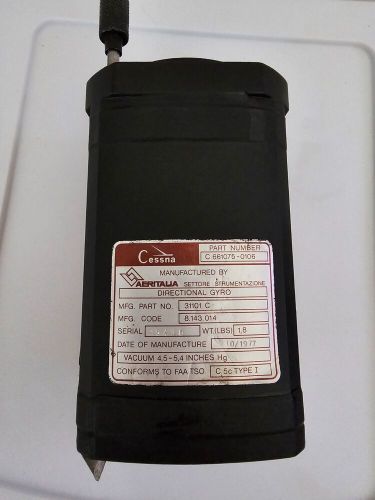 Cessna
PART NUMBER
C 661075-0106
MANUFACTURED BY
AERITALIA SETTORE STRUMENTAZIONE
DIRECTIONAL GYRO
MFG. PART NO. 31101 C
MFG. CODE 8.143.014
SERIAL WT.(LBS) 1,8
DATE OF MANUFACTURE 10/1977
VACUUM 4,5-5,4 INCHES Hg
CONFORMS TO FAA TSO C 5c TYPE I